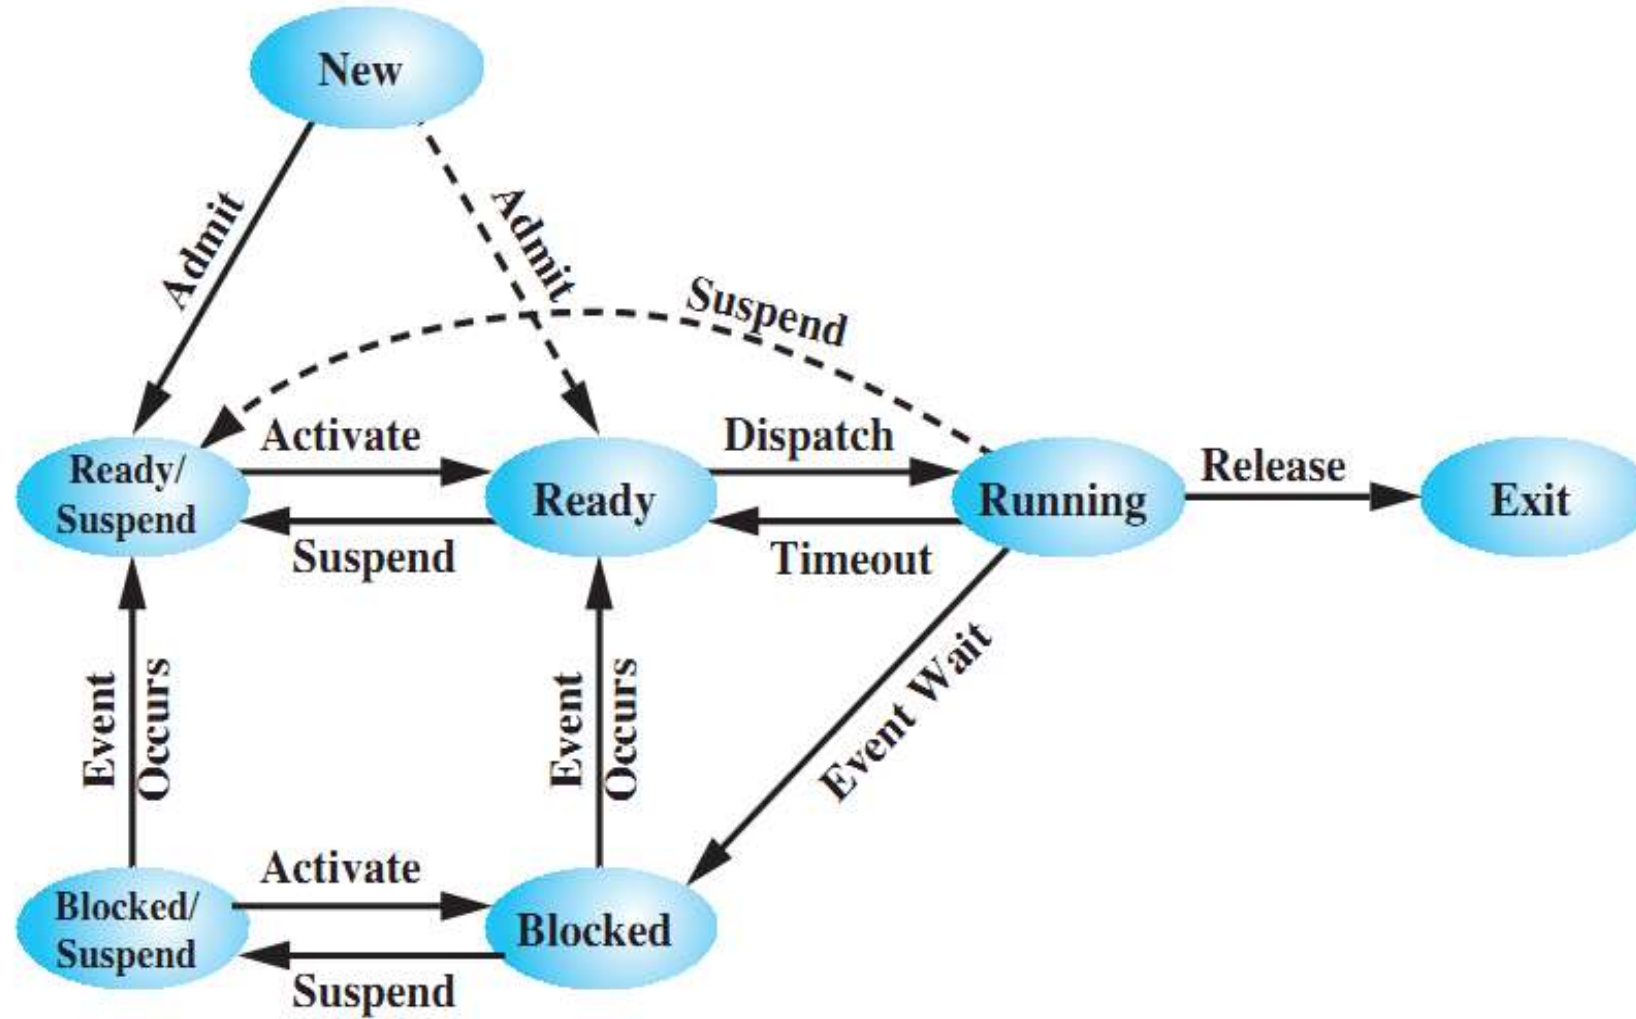 New
Admit
Admit
Suspend
Activate
Dispatch
Release
Ready/
Suspend
Ready
Running
Exit
Suspend
Timeout
Event
Occurs
Event
Occurs
Event Wait
Activate
Blocked/
Suspend
Blocked
Suspend